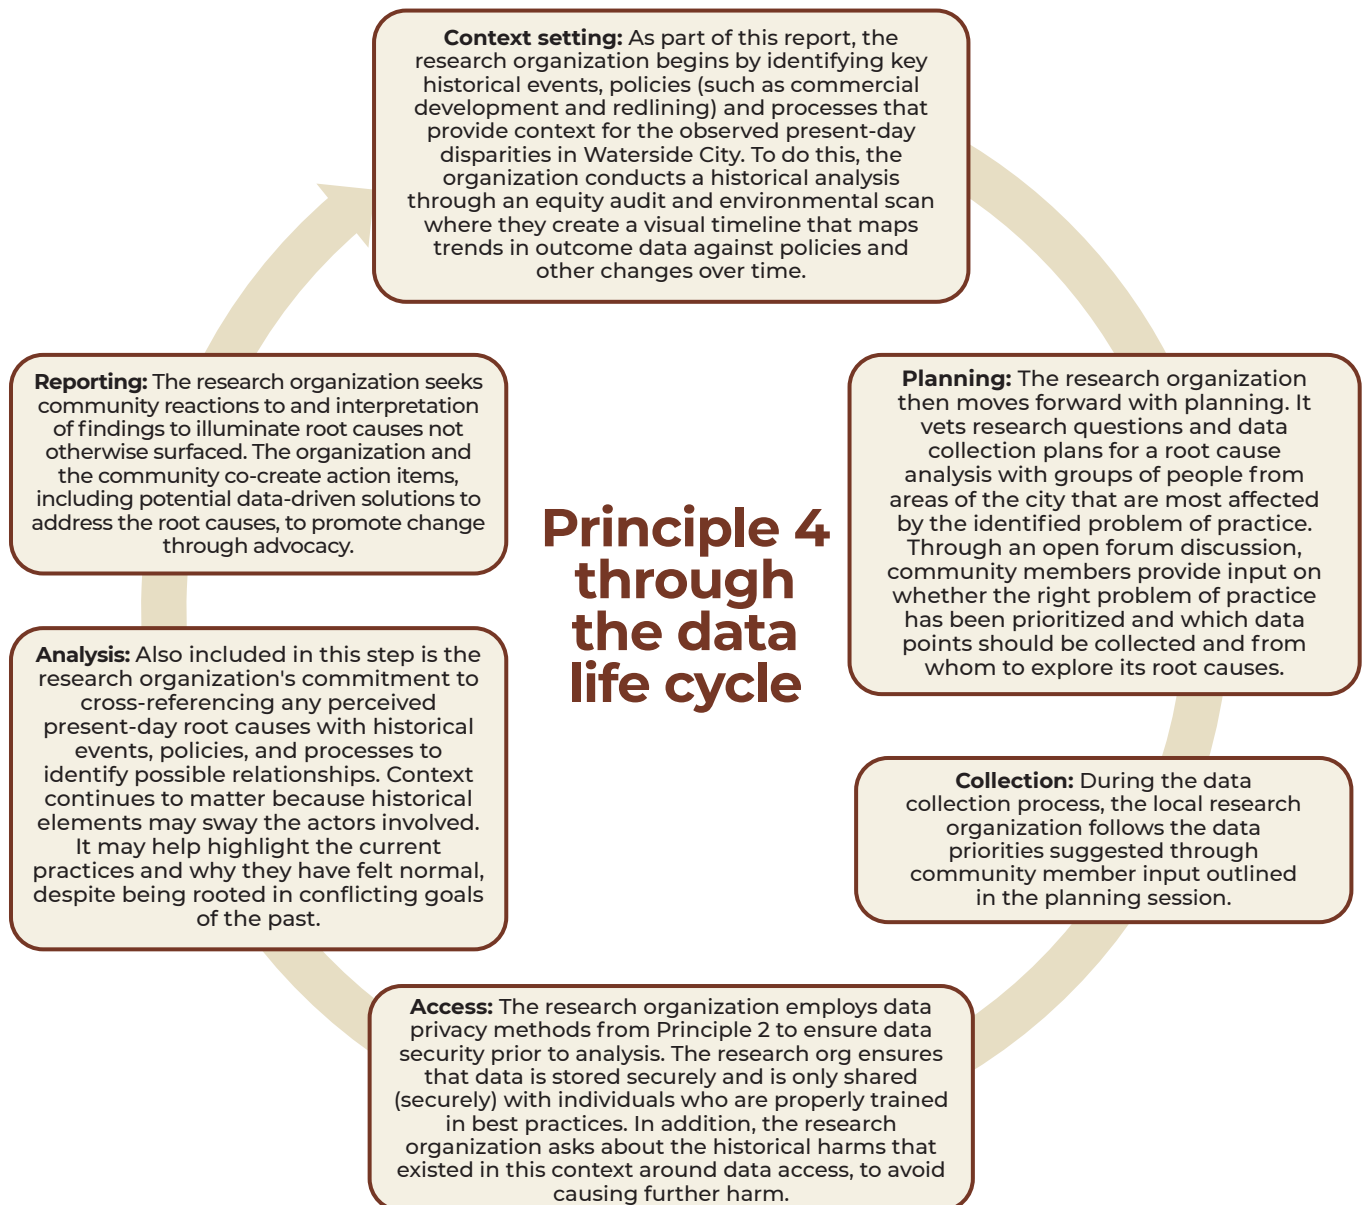 Context setting: As part of this report, the
research organization begins by identifying key
historical events, policies (such as commercial
development and redlining) and processes that
provide context for the observed present-day
disparities in Waterside City. To do this, the
organization conducts a historical analysis
through an equity audit and environmental scan
where they create a visual timeline that maps
trends in outcome data against policies and
other changes over time.
Planning: The research organization
then moves forward with planning. It
vets research questions and data
collection plans for a root cause
analysis with groups of people from
areas of the city that are most affected
by the identified problem of practice.
Through an open forum discussion,
community members provide input on
whether the right problem of practice
has been prioritized and which data
points should be collected and from
whom to explore its root causes.
Collection: During the data
collection process, the local research
organization follows the data
priorities suggested through
community member input outlined
in the planning session.
Access: The research organization employs data
privacy methods from Principle 2 to ensure data
security prior to analysis. The research org ensures
that data is stored securely and is only shared
(securely) with individuals who are properly trained
in best practices. In addition, the research
organization asks about the historical harms that
existed in this context around data access, to avoid
causing further harm.
Analysis: Also included in this step is the
research organization's commitment to
cross-referencing any perceived
present-day root causes with historical
events, policies, and processes to
identify possible relationships. Context
continues to matter because historical
elements may sway the actors involved.
It may help highlight the current
practices and why they have felt normal,
despite being rooted in conflicting goals
of the past.
Reporting: The research organization seeks
community reactions to and interpretation
of findings to illuminate root causes not
otherwise surfaced. The organization and
the community co-create action items,
including potential data-driven solutions to
address the root causes, to promote change
through advocacy.
Principle 4
through
the data
life cycle